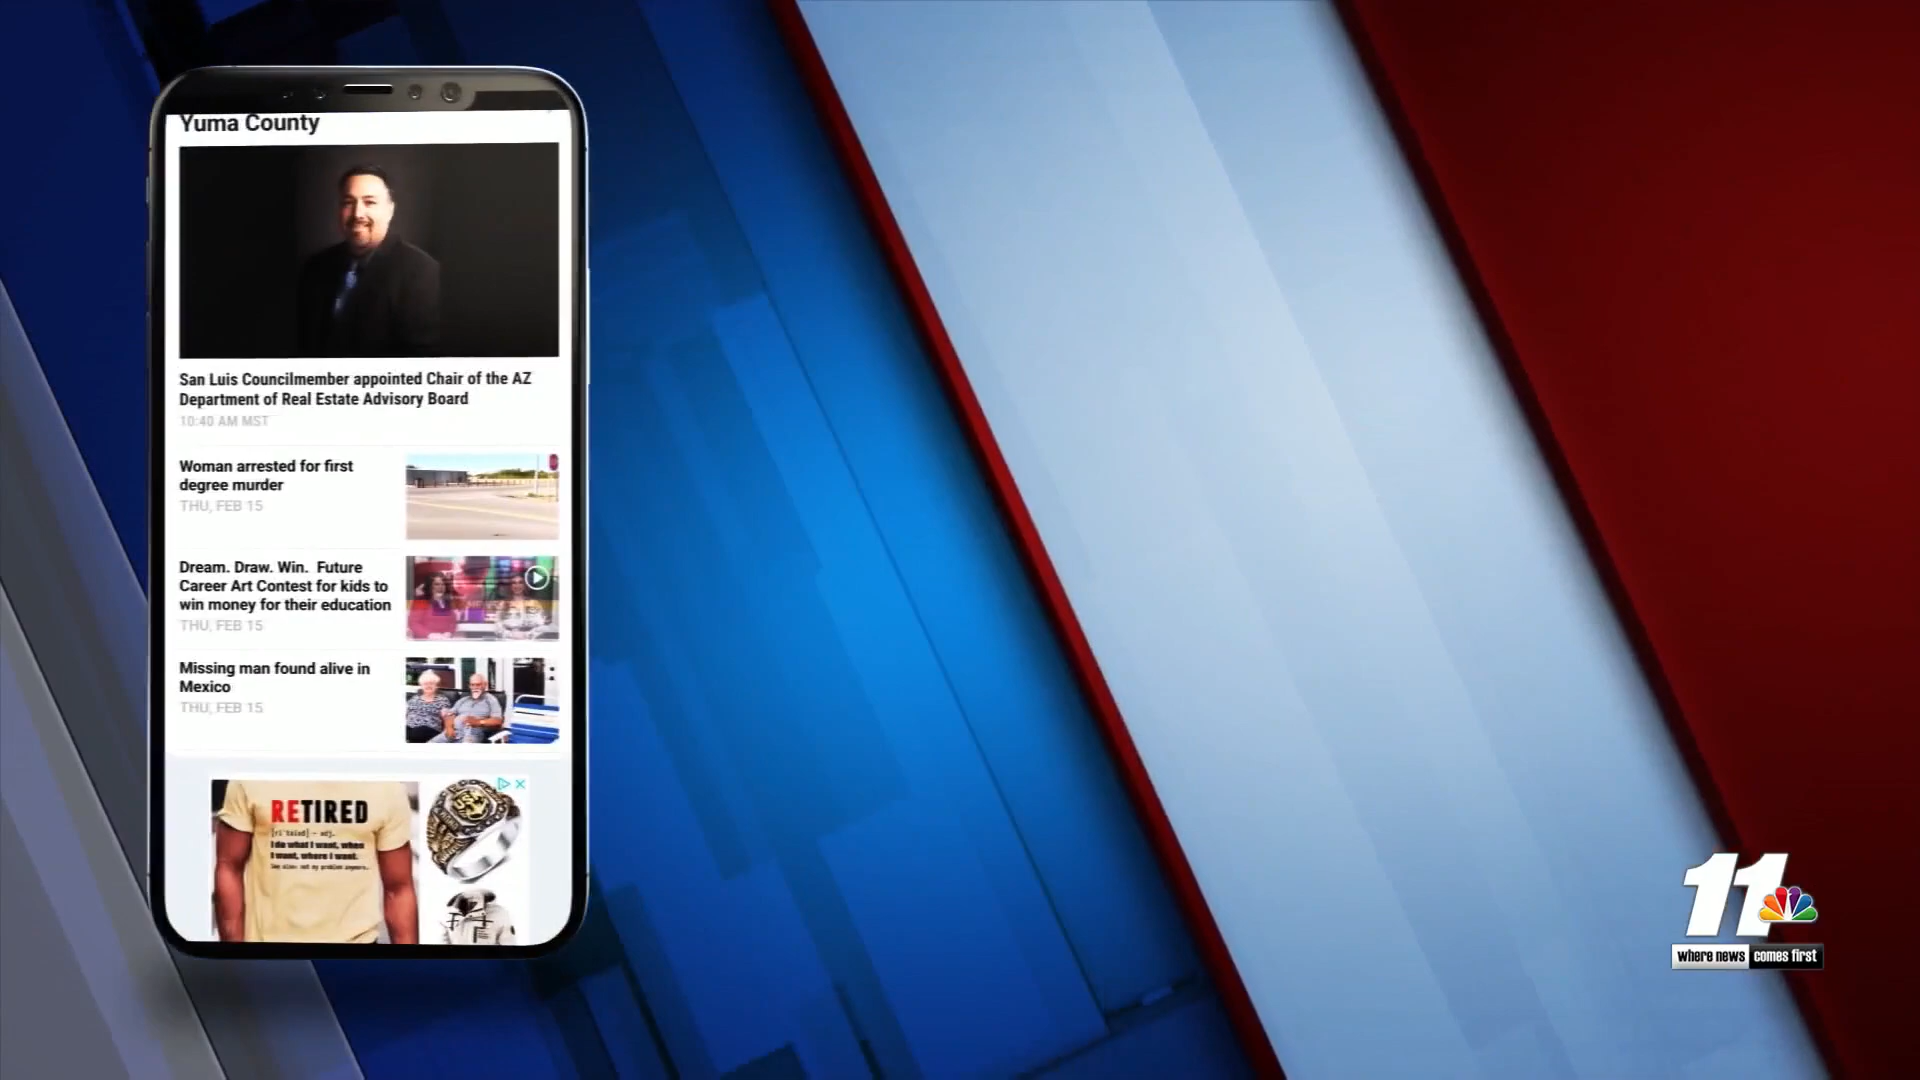 Yuma County
San Luis Councilmember appointed Chair of the AZ
Department of Real Estate Advisory Board
10:40 AM MST
Woman arrested for first
degree murder
THU, FEB 15
Dream. Draw. Win. Future
Career Art Contest for kids to
win money for their education
THU, FEB 15
Missing man found alive in
Mexico
THU, FEB 15
RETIRED
I do what I want, when
I want, where I want.
11
where news comes first